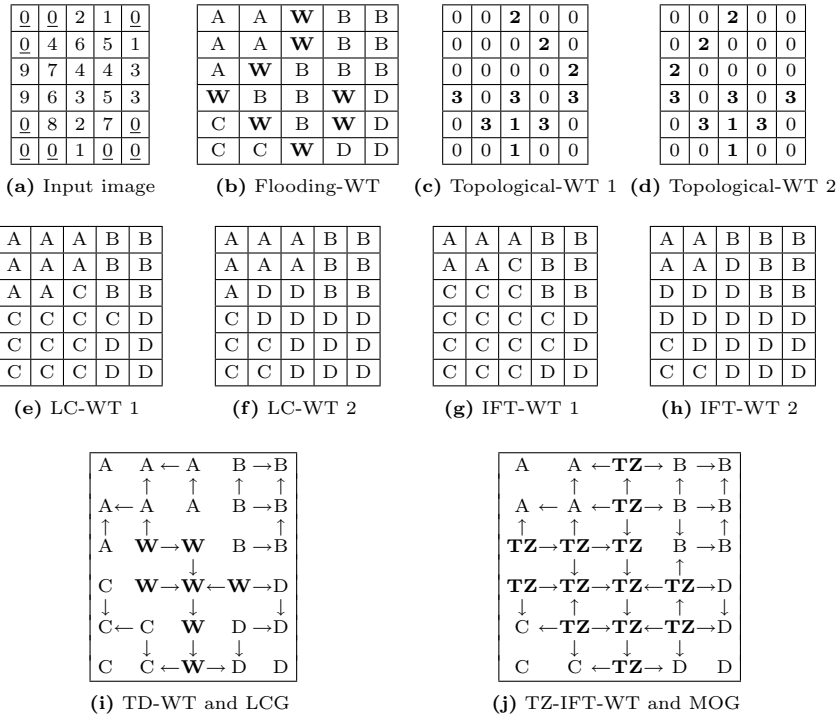 0 0 2 1 0
0 4 6 5 1
9 7 4 4 3
9 6 3 5 3
0 8 2 7 0
0 0 1 0 0
(a) Input image
A A W B B
A A W B B
A W B B B
W B B W D
C W B W D
C C W D D
(b) Flooding-WT
0 0 2 0 0
0 0 0 2 0
0 0 0 0 2
3 0 3 0 3
0 3 1 3 0
0 0 1 0 0
(c) Topological-WT 1
0 0 2 0 0
0 2 0 0 0
2 0 0 0 0
3 0 3 0 3
0 3 1 3 0
0 0 1 0 0
(d) Topological-WT 2
A A A B B
A A A B B
A A C B B
C C C C D
C C C D D
C C C D D
(e) LC-WT 1
A A A B B
A A A B B
A D D B B
C D D D D
C C D D D
C C D D D
(f) LC-WT 2
A A A B B
A A C B B
C C C B B
C C C C D
C C C C D
C C C D D
(g) IFT-WT 1
A A B B B
A A D B B
D D D B B
D D D D D
C D D D D
C C D D D
(h) IFT-WT 2
A A ← A B → B
↑ ↑ ↑ ↑
A ← A A B → B
↑ ↑ ↑
A W → W B → B
↓
C W → W ← W → D
↓ ↓ ↓
C ← C W D → D
↓ ↓ ↓
C C ← W → D D
(i) TD-WT and LCG
A A ← TZ → B → B
↑ ↑ ↑ ↑
A ← A ← TZ → B → B
↑ ↑ ↓ ↓ ↑
TZ → TZ → TZ B → B
↓ ↓ ↑
TZ → TZ → TZ ← TZ → D
↓ ↑ ↓ ↑ ↓
C ← TZ → TZ ← TZ → D
↓ ↓ ↓
C C ← TZ → D D
(j) TZ-IFT-WT and MOG